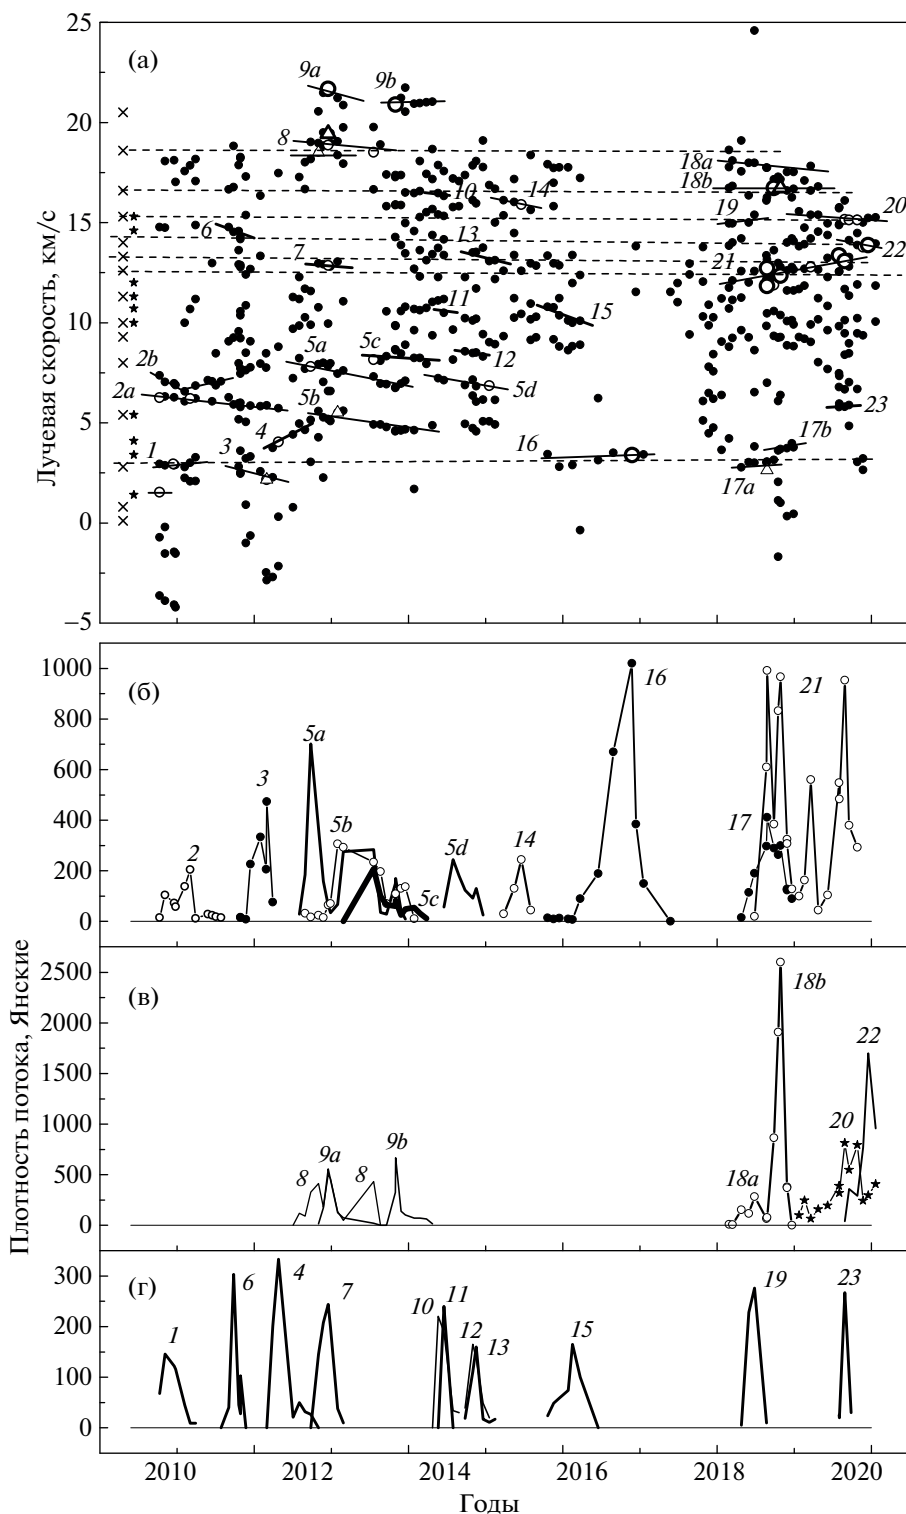 25
(а)
9a
9b
20
8
18a
18b
10
14
15
6
19
20
13
7
21
22
11
15
10
5a
5c
2b
12
5d
2a
5b
5
23
1
3
4
16
17b
17a
0
−5
Лучевая скорость, км/с
1000
(б)
16
21
5a
800
3
600
5b
17
400
2
5d
14
200
5c
0
2500
(в)
18b
2000
22
1500
1000
9a
9b
20
8
8
18a
500
0
Плотность потока, Янские
300
(г)
6
4
7
10
11
19
23
200
1
12
13
15
100
0
2010
2012
2014
2016
2018
2020
Годы